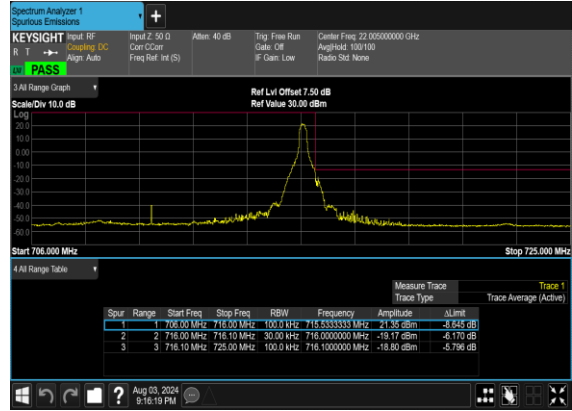 Spectrum Analyzer 1
Spurious Emissions
+
KEYSIGHT Input: RF Input Z: 50 Ω Atten: 40 dB Trig: Free Run Center Freq: 22.005000000 GHz
R T Coupling: DC Corr CCorr Gate: Off Avg|Hold: 100/100
Align: Auto Freq Ref: Int (S) IF Gain: Low Radio Std: None
PASS
3 All Range Graph
Ref Lvl Offset 7.50 dB
Scale/Div 10.0 dB Ref Value 30.00 dBm
Log
20.0
10.0
0.00
-10.0
-20.0
-30.0
-40.0
-50.0
-60.0
Start 706.000 MHz Stop 725.000 MHz
4 All Range Table
Measure Trace Trace 1
Trace Type Trace Average (Active)
Spur Range Start Freq Stop Freq RBW Frequency Amplitude ΔLimit
1 1 706.00 MHz 716.00 MHz 100.0 kHz 715.5333333 MHz 21.35 dBm -8.645 dB
2 2 716.00 MHz 716.10 MHz 30.00 kHz 716.0000000 MHz -19.17 dBm -6.170 dB
3 3 716.10 MHz 725.00 MHz 100.0 kHz 716.1000000 MHz -18.80 dBm -5.796 dB
? Aug 03, 2024
9:16:19 PM